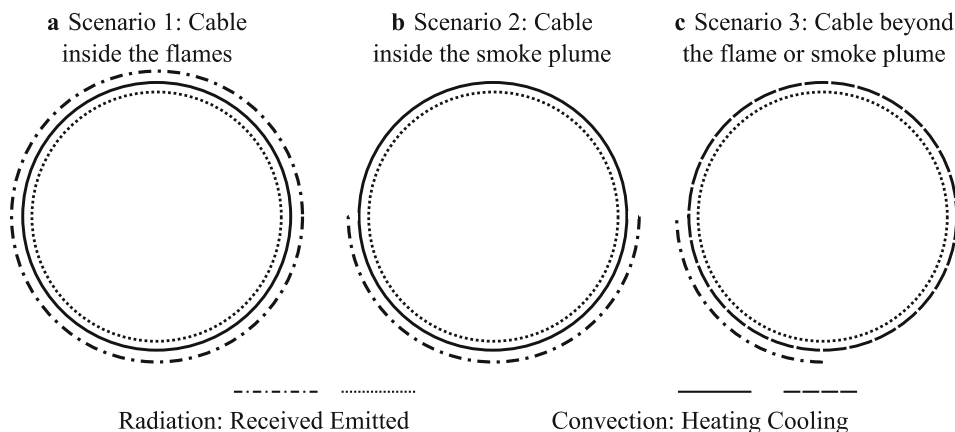 a Scenario 1: Cable
inside the flames
b Scenario 2: Cable
inside the smoke plume
c Scenario 3: Cable beyond
the flame or smoke plume
Radiation: Received Emitted
Convection: Heating Cooling